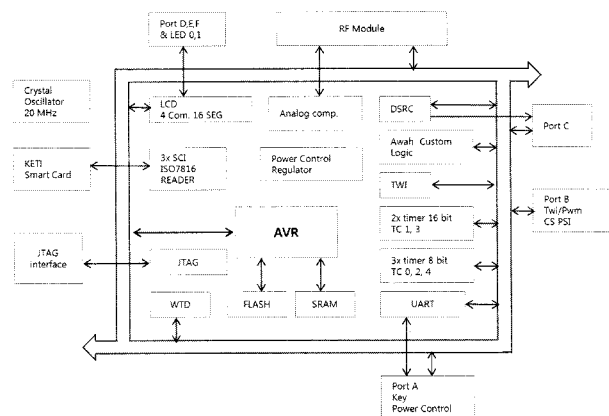 Port D,E,F
& LED 0,1
RF Module
Crystal
Oscillator
20 MHz
LCD
4 Com. 16 SEG
Analog comp.
DSRC
Port C
Awah Custom
Logic
KETI
Smart Card
3x SCI
ISO7816
READER
Power Control
Regulator
TWI
Port B
Twi/Pwm
CS PSI
2x timer 16 bit
TC 1, 3
AVR
JTAG
interface
JTAG
3x timer 8 bit
TC 0, 2, 4
WTD
FLASH
SRAM
UART
Port A
Key
Power Control